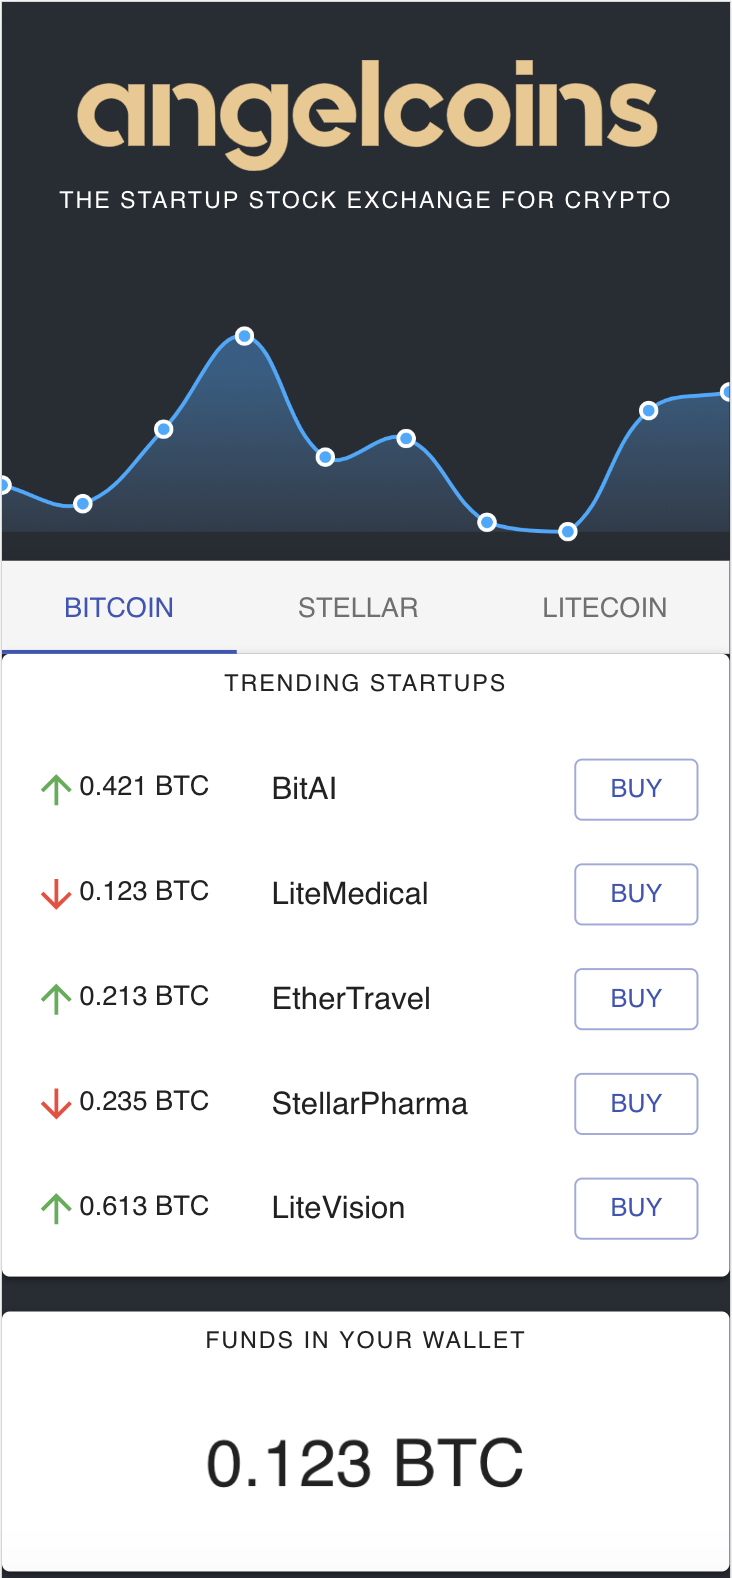 angelcoins
THE STARTUP STOCK EXCHANGE FOR CRYPTO
BITCOIN STELLAR LITECOIN
TRENDING STARTUPS
0.421 BTC BitAI BUY
0.123 BTC LiteMedical BUY
0.213 BTC EtherTravel BUY
0.235 BTC StellarPharma BUY
0.613 BTC LiteVision BUY
FUNDS IN YOUR WALLET
0.123 BTC